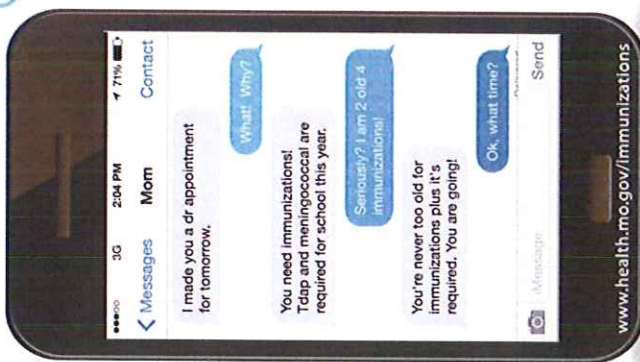 3G 2:04 PM 71%
Messages Mom Contact
I made you a dr appointment
for tomorrow.
What! Why?
You need immunizations!
Tdap and meningococcal are
required for school this year.
Seriously? I am 2 old 4
immunizations!
You're never too old for
immunizations plus it's
required. You are going!
Ok, what time?
iMessage Send
www.health.mo.gov/immunizations